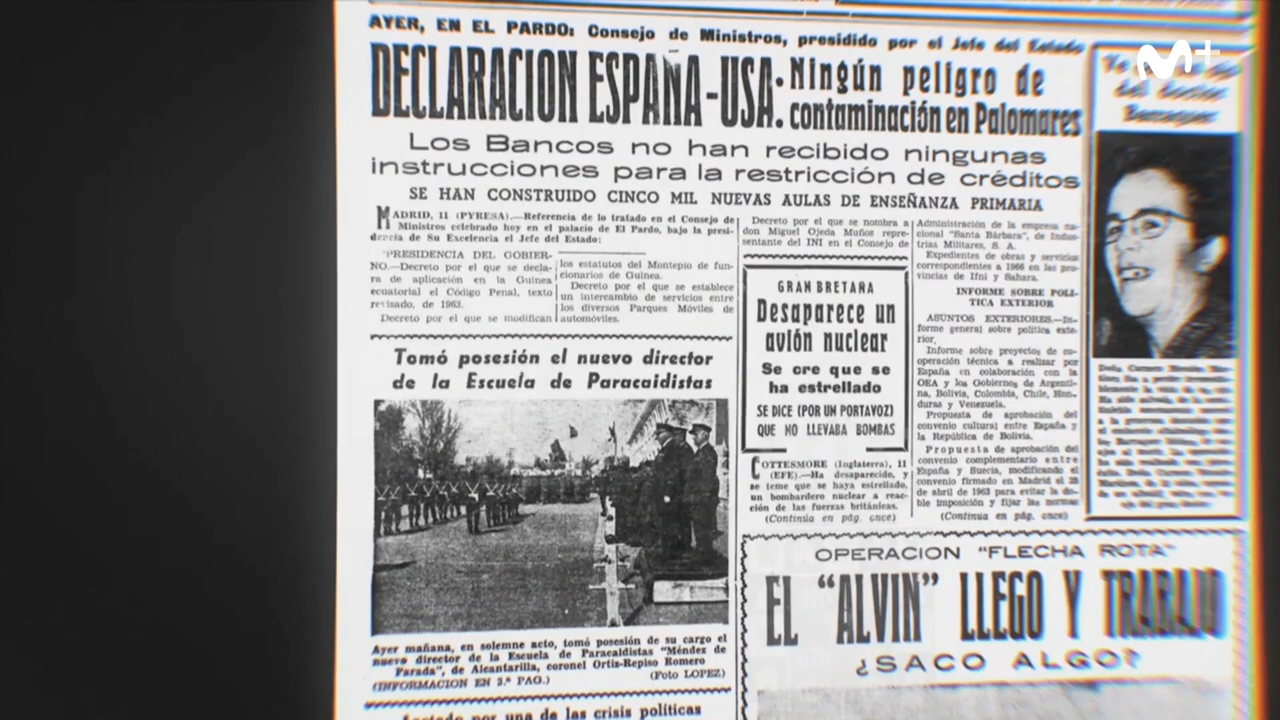 AYER, EN EL PARDO: Consejo de Ministros, presidido por el Jefe del Estado
DECLARACION ESPAÑA-USA: Ningún peligro de
contaminación en Palomares
Los Bancos no han recibido ningunas
instrucciones para la restricción de créditos
SE HAN CONSTRUIDO CINCO MIL NUEVAS AULAS DE ENSEÑANZA PRIMARIA
MADRID, 11 (PYRESA).—Referencia de lo tratado en el Consejo de
Ministros celebrado hoy en el palacio de El Pardo, bajo la presi-
dencia de Su Excelencia el Jefe del Estado:
PRESIDENCIA DEL GOBIER-
NO.—Decreto por el que se decla-
ra de aplicación en la Guinea
ecuatorial el Código Penal, texto
revisado, de 1963.
Decreto por el que se modifican
los estatutos del Montepio de fun-
cionarios de Guinea.
Decreto por el que se establece
un intercambio de servicios entre
los diversos Parques Móviles de
automóviles.
Tomó posesión el nuevo director
de la Escuela de Paracaidistas
Ayer mañana, en solemne acto, tomó posesión de su cargo el
nuevo director de la Escuela de Paracaidistas "Méndez de
Parada", de Alcantarilla, coronel Ortis-Repiso Romero
(INFORMACION EN 3.ª PAG.) (Foto LOPEZ)
por una de las crisis políticas
Decreto por el que se nombra a
don Miguel Ojeda Muñoz repre-
sentante del INI en el Consejo de
GRAN BRETAÑA
Desaparece un
avión nuclear
Se cre que se
ha estrellado
SE DICE (POR UN PORTAVOZ)
QUE NO LLEVABA BOMBAS
COTTESMORE (Inglaterra), 11
(EFE).—Ha desaparecido, y
se teme que se haya estrellado,
un bombardero nuclear a reac-
ción de las fuerzas británicas.
(Continúa en pág. once)
Administración de la empresa na-
cional "Santa Bárbara", de Indus-
trias Militares, S. A.
Expedientes de obras y servicios
correspondientes a 1966 en las pro-
vincias de Ifni y Sahara.
INFORME SOBRE POLI-
TICA EXTERIOR
ASUNTOS EXTERIORES.—In-
forme general sobre política exte-
rior.
Informe sobre proyectos de co-
operación técnica a realizar por
España en colaboración con la
OEA y los Gobiernos de Argenti-
na, Bolivia, Colombia, Chile, Hon-
duras y Venezuela.
Propuesta de aprobación del
convenio cultural entre España y
la República de Bolivia.
Propuesta de aprobación del
convenio complementario entre
España y Suecia, modificando el
convenio firmado en Madrid el 25
de abril de 1963 para evitar la do-
ble imposición y fijar las normas
(Continúa en pág. once)
M+
del Sector
OPERACION "FLECHA ROTA"
EL "ALVIN" LLEGO Y TRABAJO
¿SACO ALGO?